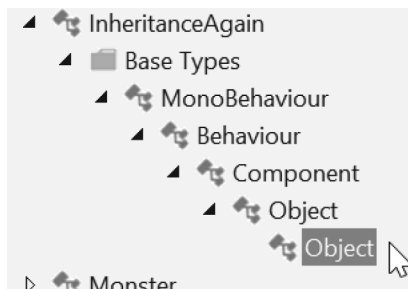 InheritanceAgain
Base Types
MonoBehaviour
Behaviour
Component
Object
Object
Monster